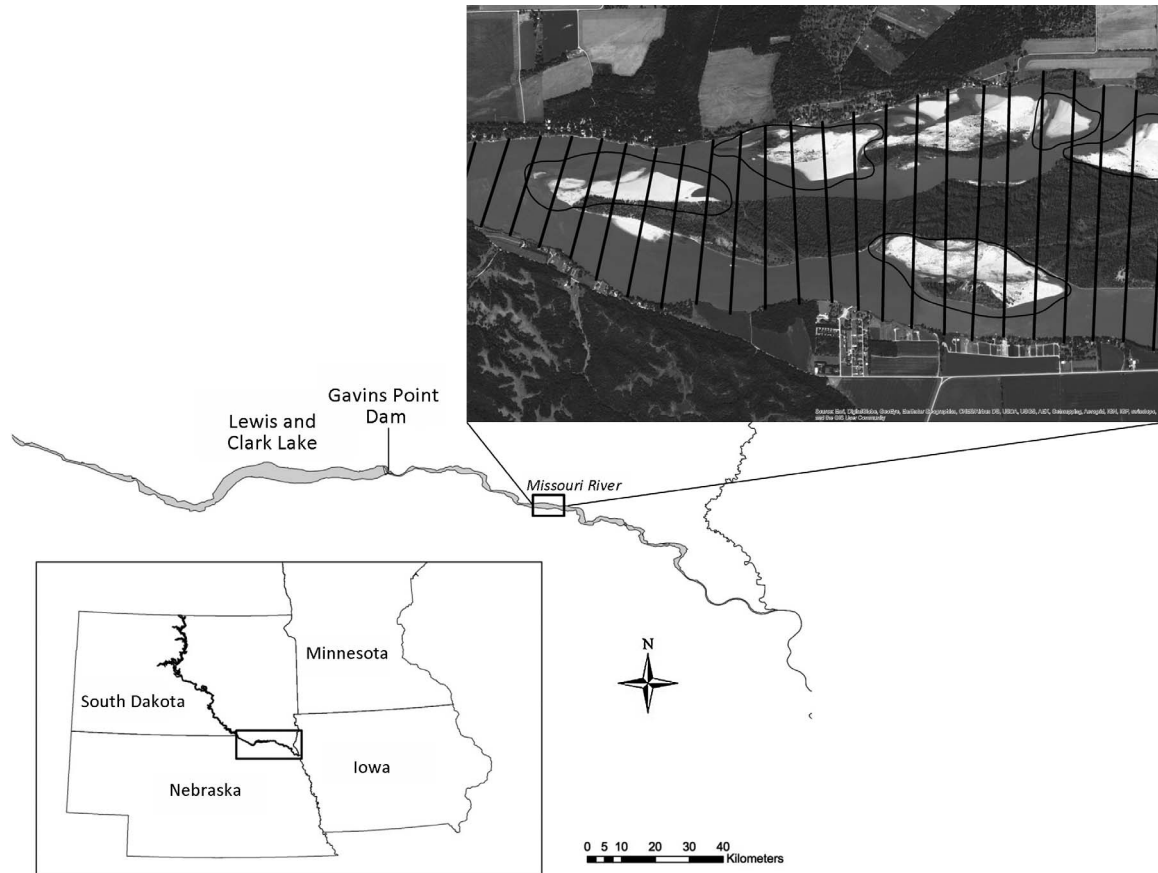 Gavins Point
Dam
Lewis and
Clark Lake
Missouri River
Minnesota
South Dakota
Iowa
Nebraska
N
0 5 10 20 30 40
Kilometers